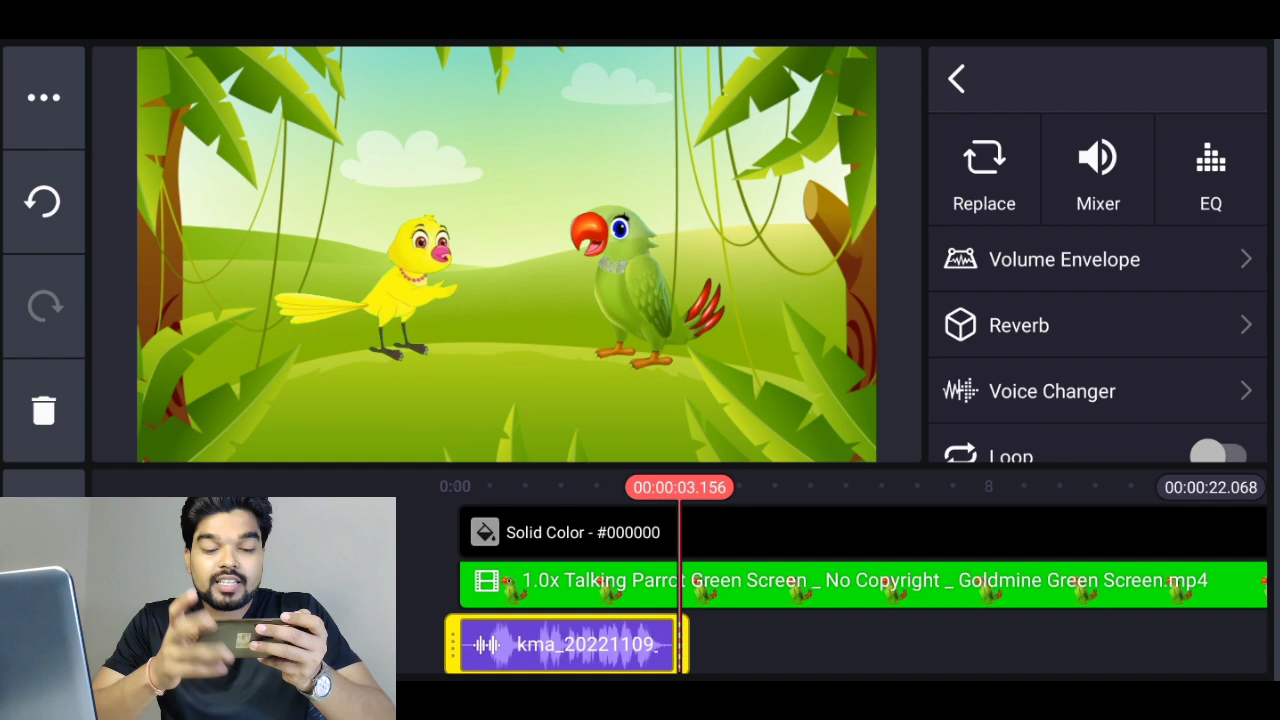 Replace
Mixer
EQ
Volume Envelope
Reverb
Voice Changer
Loop
0:00
00:00:03.156
8
00:00:22.068
Solid Color - #000000
1.0x Talking Parrot Green Screen _ No Copyright _ Goldmine Green Screen.mp4
kma_20221109_